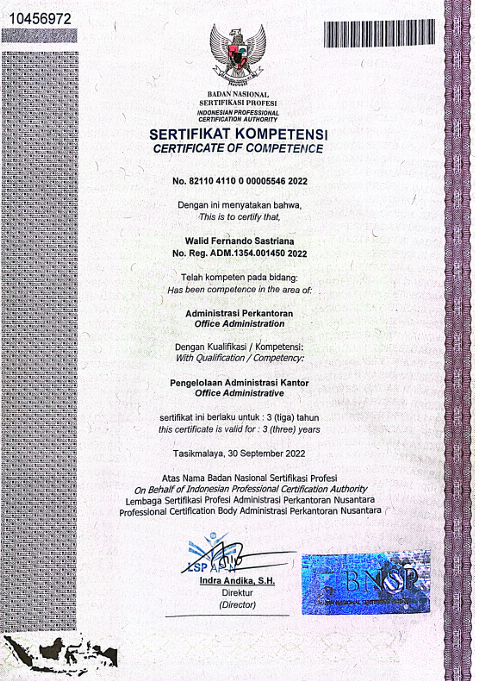 10456972
BADAN NASIONAL
SERTIFIKASI PROFESI
INDONESIAN PROFESSIONAL
CERTIFICATION AUTHORITY
SERTIFIKAT KOMPETENSI
CERTIFICATE OF COMPETENCE
No. 82110 4110 0 00005546 2022
Dengan ini menyatakan bahwa,
This is to certify that,
Walid Fernando Sastriana
No. Reg. ADM.1354.001450 2022
Telah kompeten pada bidang:
Has been competence in the area of:
Administrasi Perkantoran
Office Administration
Dengan Kualifikasi / Kompetensi:
With Qualification / Competency:
Pengelolaan Administrasi Kantor
Office Administrative
sertifikat ini berlaku untuk : 3 (tiga) tahun
this certificate is valid for : 3 (three) years
Tasikmalaya, 30 September 2022
Atas Nama Badan Nasional Sertifikasi Profesi
On Behalf of Indonesian Professional Certification Authority
Lembaga Sertifikasi Profesi Administrasi Perkantoran Nusantara
Professional Certification Body Administrasi Perkantoran Nusantara
LSP
Indra Andika, S.H.
Direktur
(Director)
BNSP